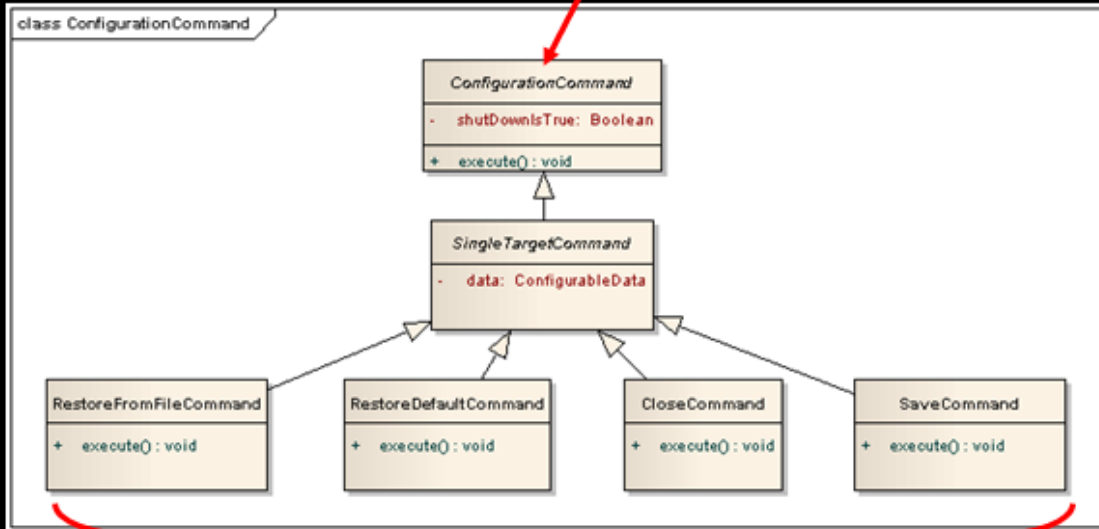 class ConfigurationCommand
ConfigurationCommand
- shutDownIsTrue: Boolean
+ execute() : void
SingleTargetCommand
- data: ConfigurableData
RestoreFromFileCommand
+ execute() : void
RestoreDefaultCommand
+ execute() : void
CloseCommand
+ execute() : void
SaveCommand
+ execute() : void